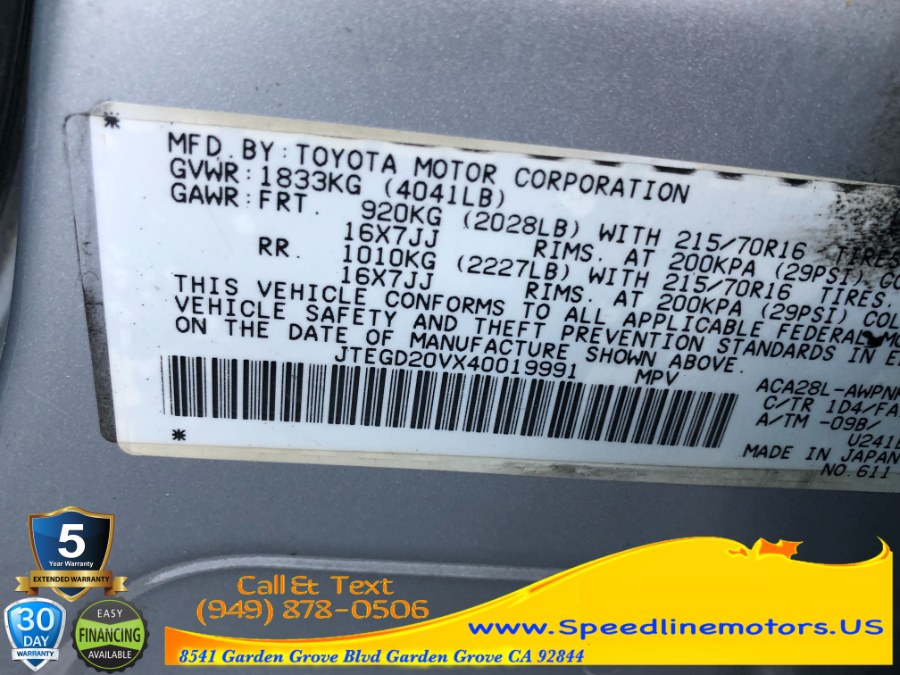 *
MFD. BY: TOYOTA MOTOR CORPORATION
GVWR: 1833KG (4041LB)
GAWR: FRT. 920KG (2028LB) WITH 215/70R16 TIRES
16X7JJ RIMS. AT 200KPA (29PSI) CO
RR. 1010KG (2227LB) WITH 215/70R16 TIRES.
16X7JJ RIMS. AT 200KPA (29PSI) COL
THIS VEHICLE CONFORMS TO ALL APPLICABLE FEDERAL MO
VEHICLE SAFETY AND THEFT PREVENTION STANDARDS IN E
ON THE DATE OF MANUFACTURE SHOWN ABOVE.
JTEGD20VX40019991 MPV
ACA28L-AWPN
C/TR 1D4/FA
A/TM -09B/
U241
MADE IN JAPAN
NO.611
*
5
Year Warranty
EXTENDED WARRANTY
30
DAY
WARRANTY
EASY
FINANCING
AVAILABLE
Call & Text
(949) 878-0506
www.Speedlinemotors.US
8541 Garden Grove Blvd Garden Grove CA 92844